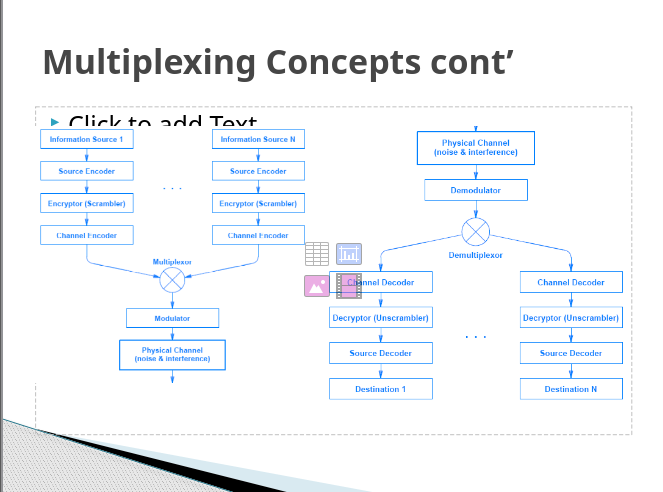 Multiplexing Concepts cont’
Click to add Text
Information Source 1
Source Encoder
Encryptor (Scrambler)
Channel Encoder
. . .
Information Source N
Source Encoder
Encryptor (Scrambler)
Channel Encoder
Multiplexor
Modulator
Physical Channel
(noise & interference)
Physical Channel
(noise & interference)
Demodulator
Demultiplexor
Channel Decoder
Decryptor (Unscrambler)
Source Decoder
Destination 1
. . .
Channel Decoder
Decryptor (Unscrambler)
Source Decoder
Destination N